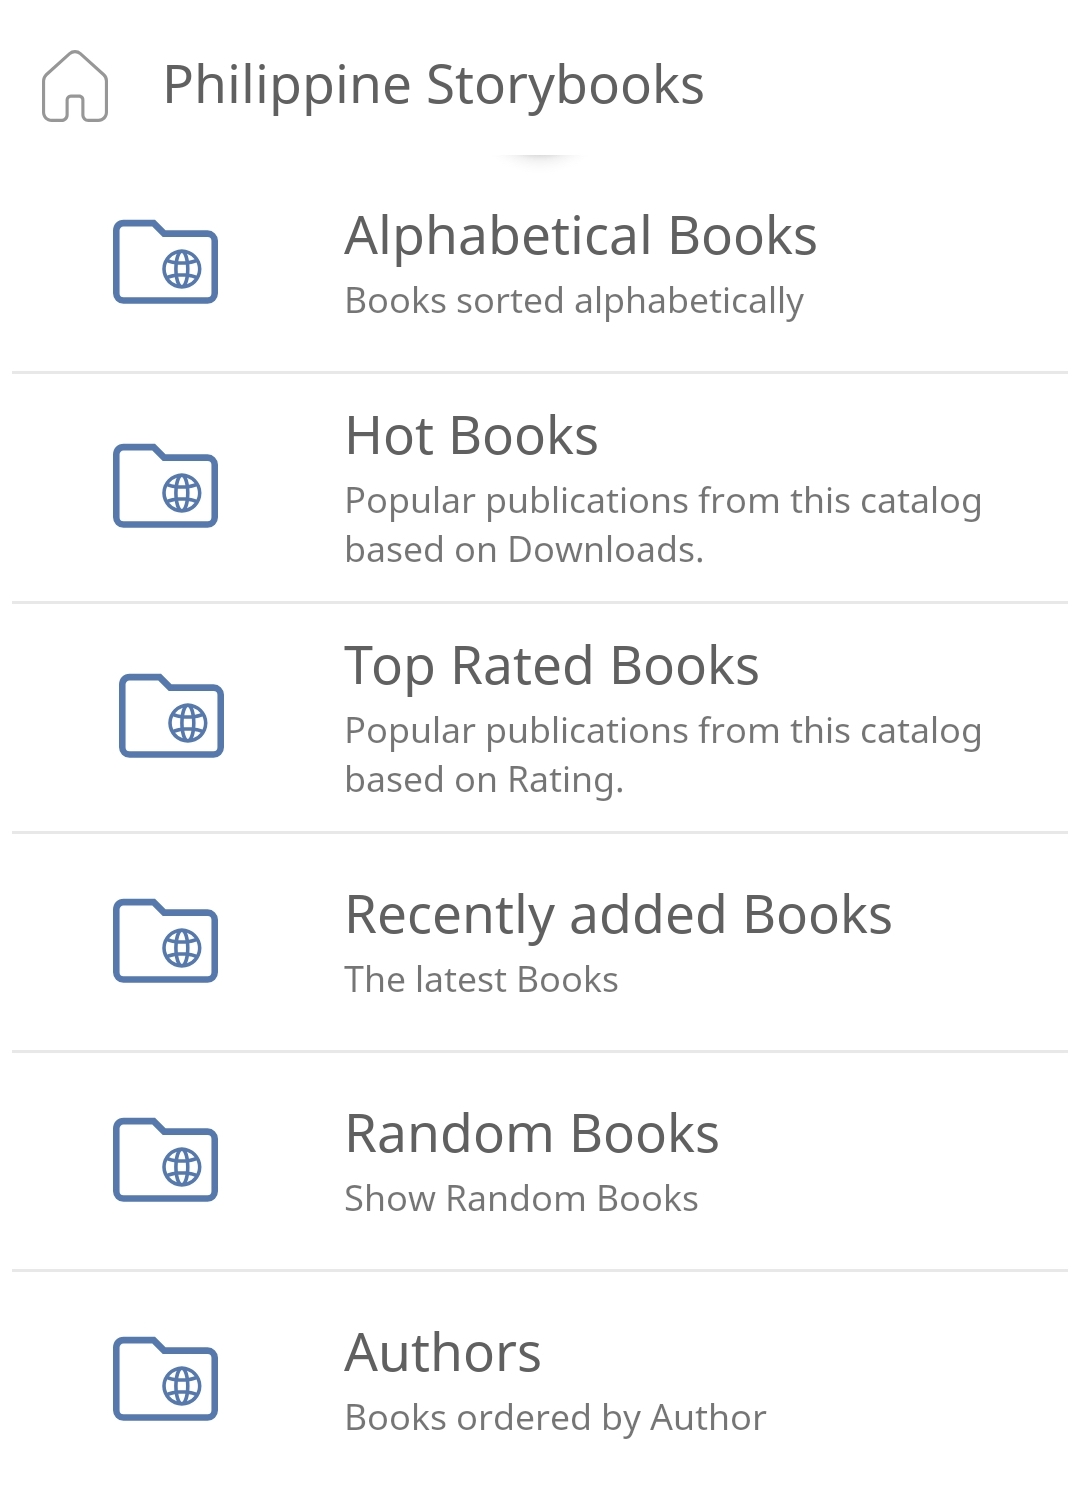 Philippine Storybooks
Alphabetical Books
Books sorted alphabetically
Hot Books
Popular publications from this catalog
based on Downloads.
Top Rated Books
Popular publications from this catalog
based on Rating.
Recently added Books
The latest Books
Random Books
Show Random Books
Authors
Books ordered by Author